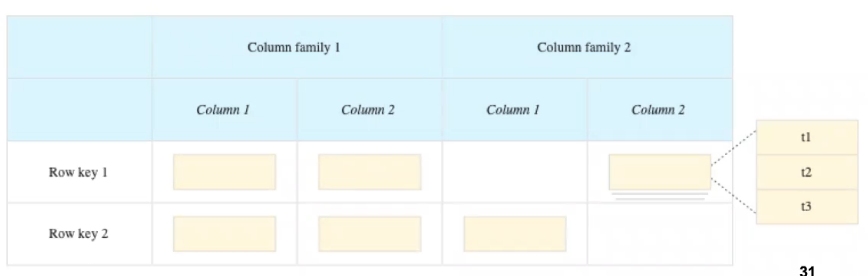 Column family 1 Column family 2
Column 1 Column 2 Column 1 Column 2
t1
Row key 1 t2
t3
Row key 2
31